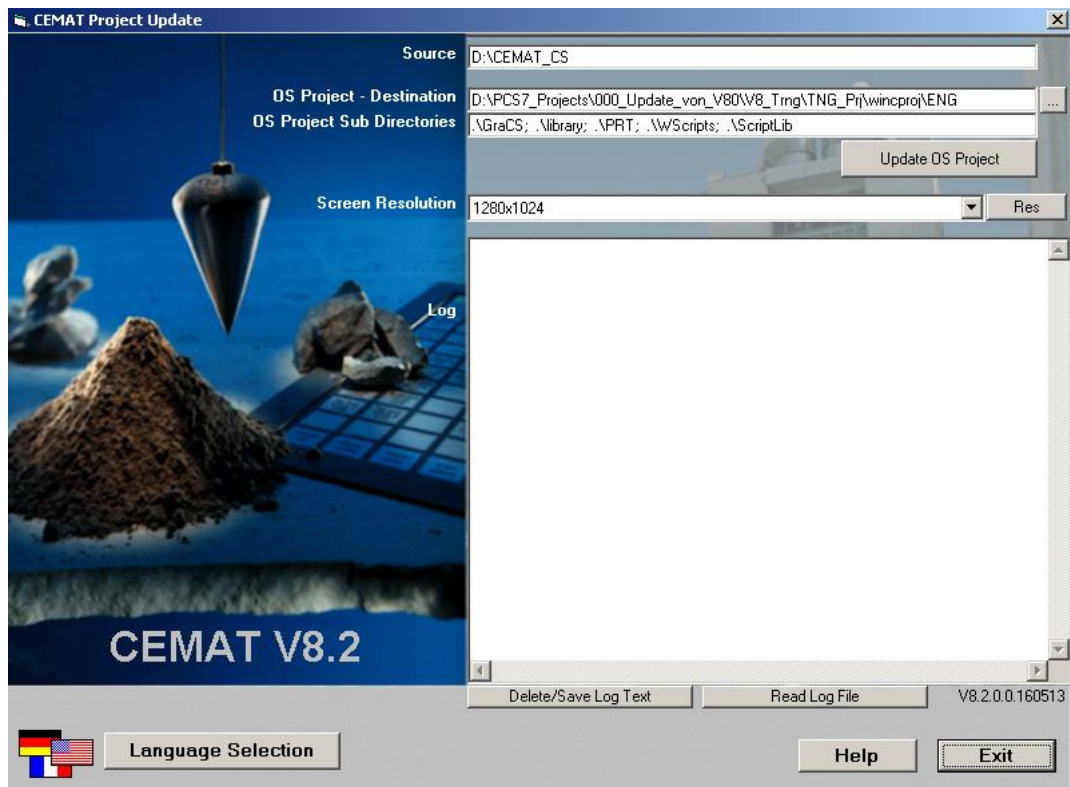 CEMAT Project Update
Source
D:\CEMAT_CS
OS Project - Destination
D:\PCS7_Projects\000_Update_von_V80\V8_Trng\TNG_Prj\wincproj\ENG
...
OS Project Sub Directories
.\GraCS; .\library; .\PRT; .\WScripts; .\ScriptLib
Update OS Project
Screen Resolution
1280x1024
Res
Log
CEMAT V8.2
Delete/Save Log Text
Read Log File
V8.2.0.0.160513
Language Selection
Help
Exit